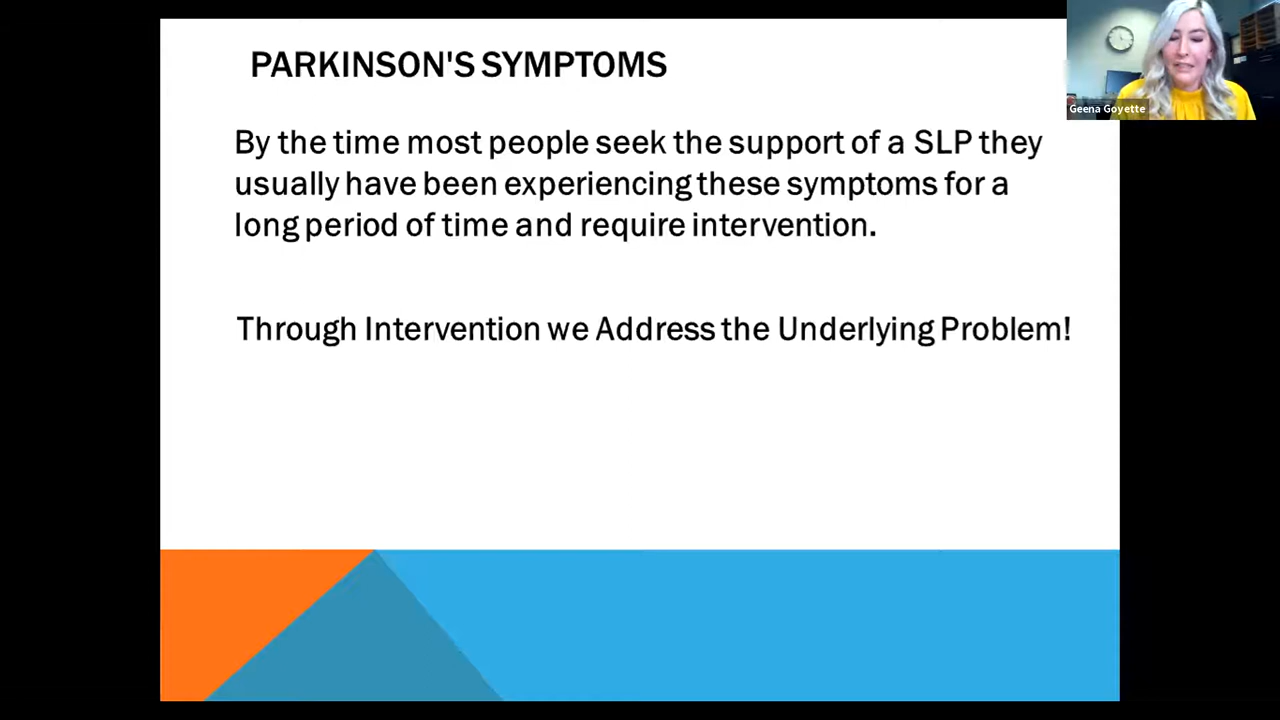 PARKINSON'S SYMPTOMS
By the time most people seek the support of a SLP they
usually have been experiencing these symptoms for a
long period of time and require intervention.
Through Intervention we Address the Underlying Problem!
Geena Goyette